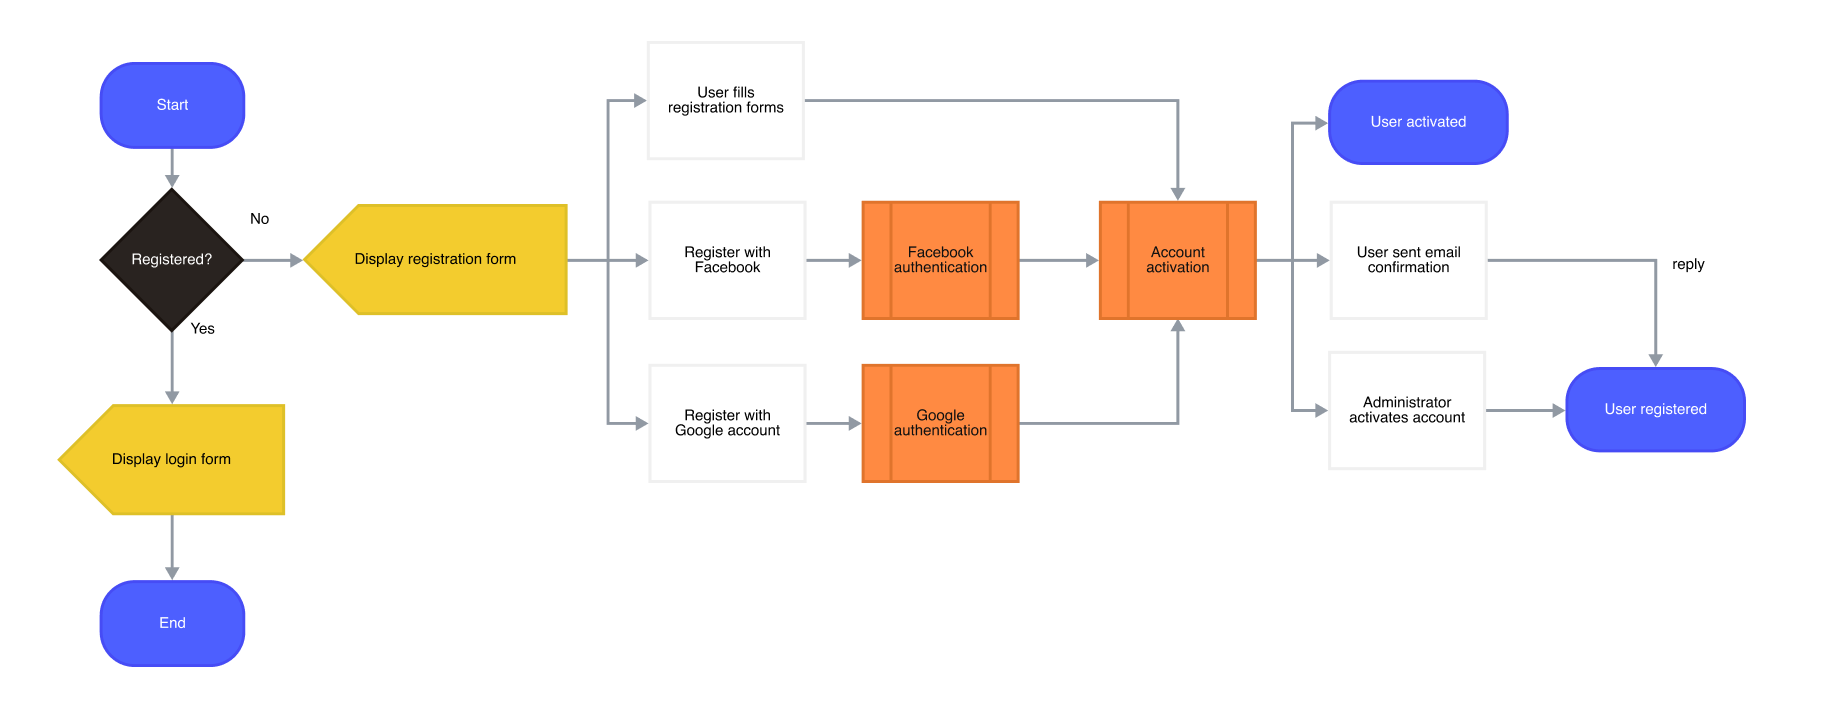 Start
Registered?
No
Yes
Display login form
End
Display registration form
User fills
registration forms
Register with
Facebook
Register with
Google account
Facebook
authentication
Google
authentication
Account
activation
User activated
User sent email
confirmation
reply
Administrator
activates account
User registered